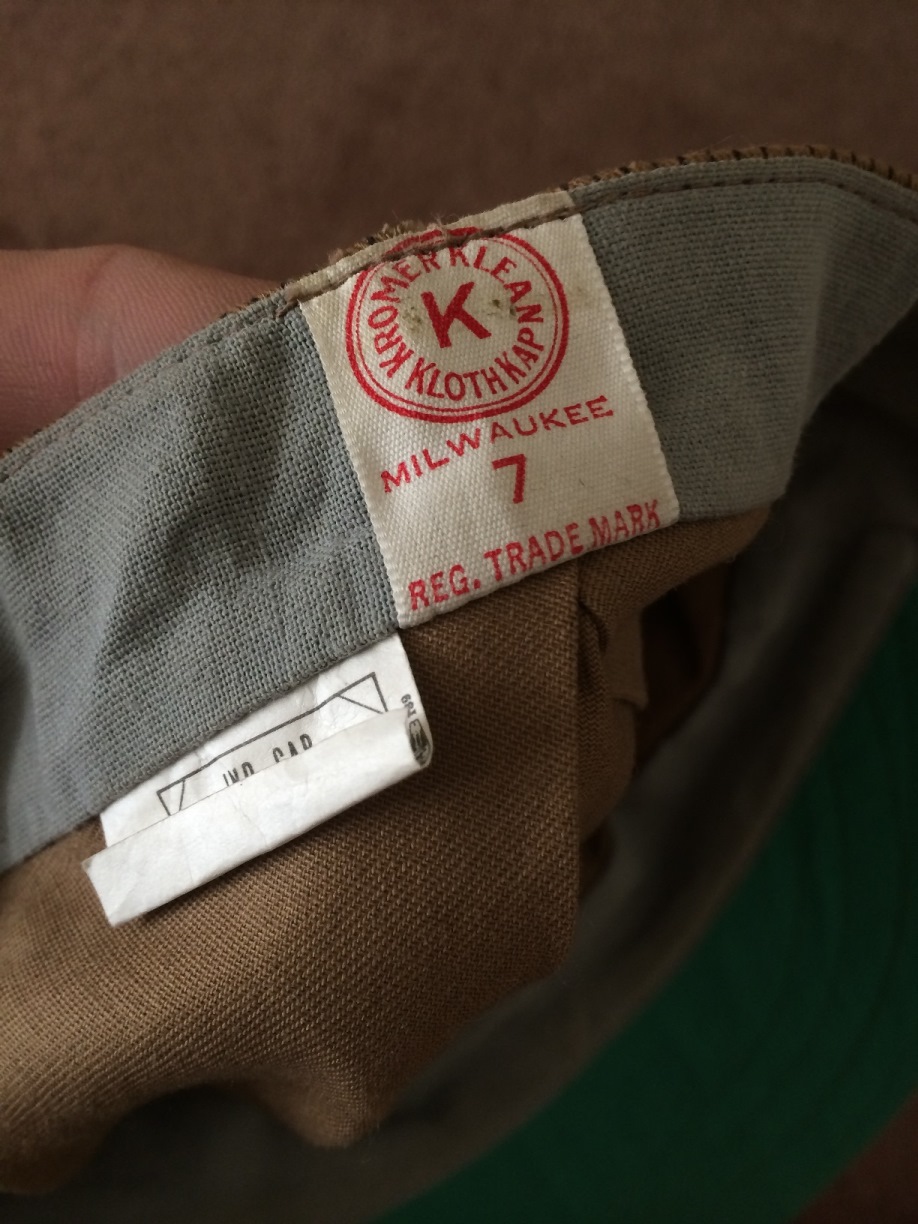 KROMER KLEAN
K
KLOTH KAP
MILWAUKEE
7
REG. TRADE MARK